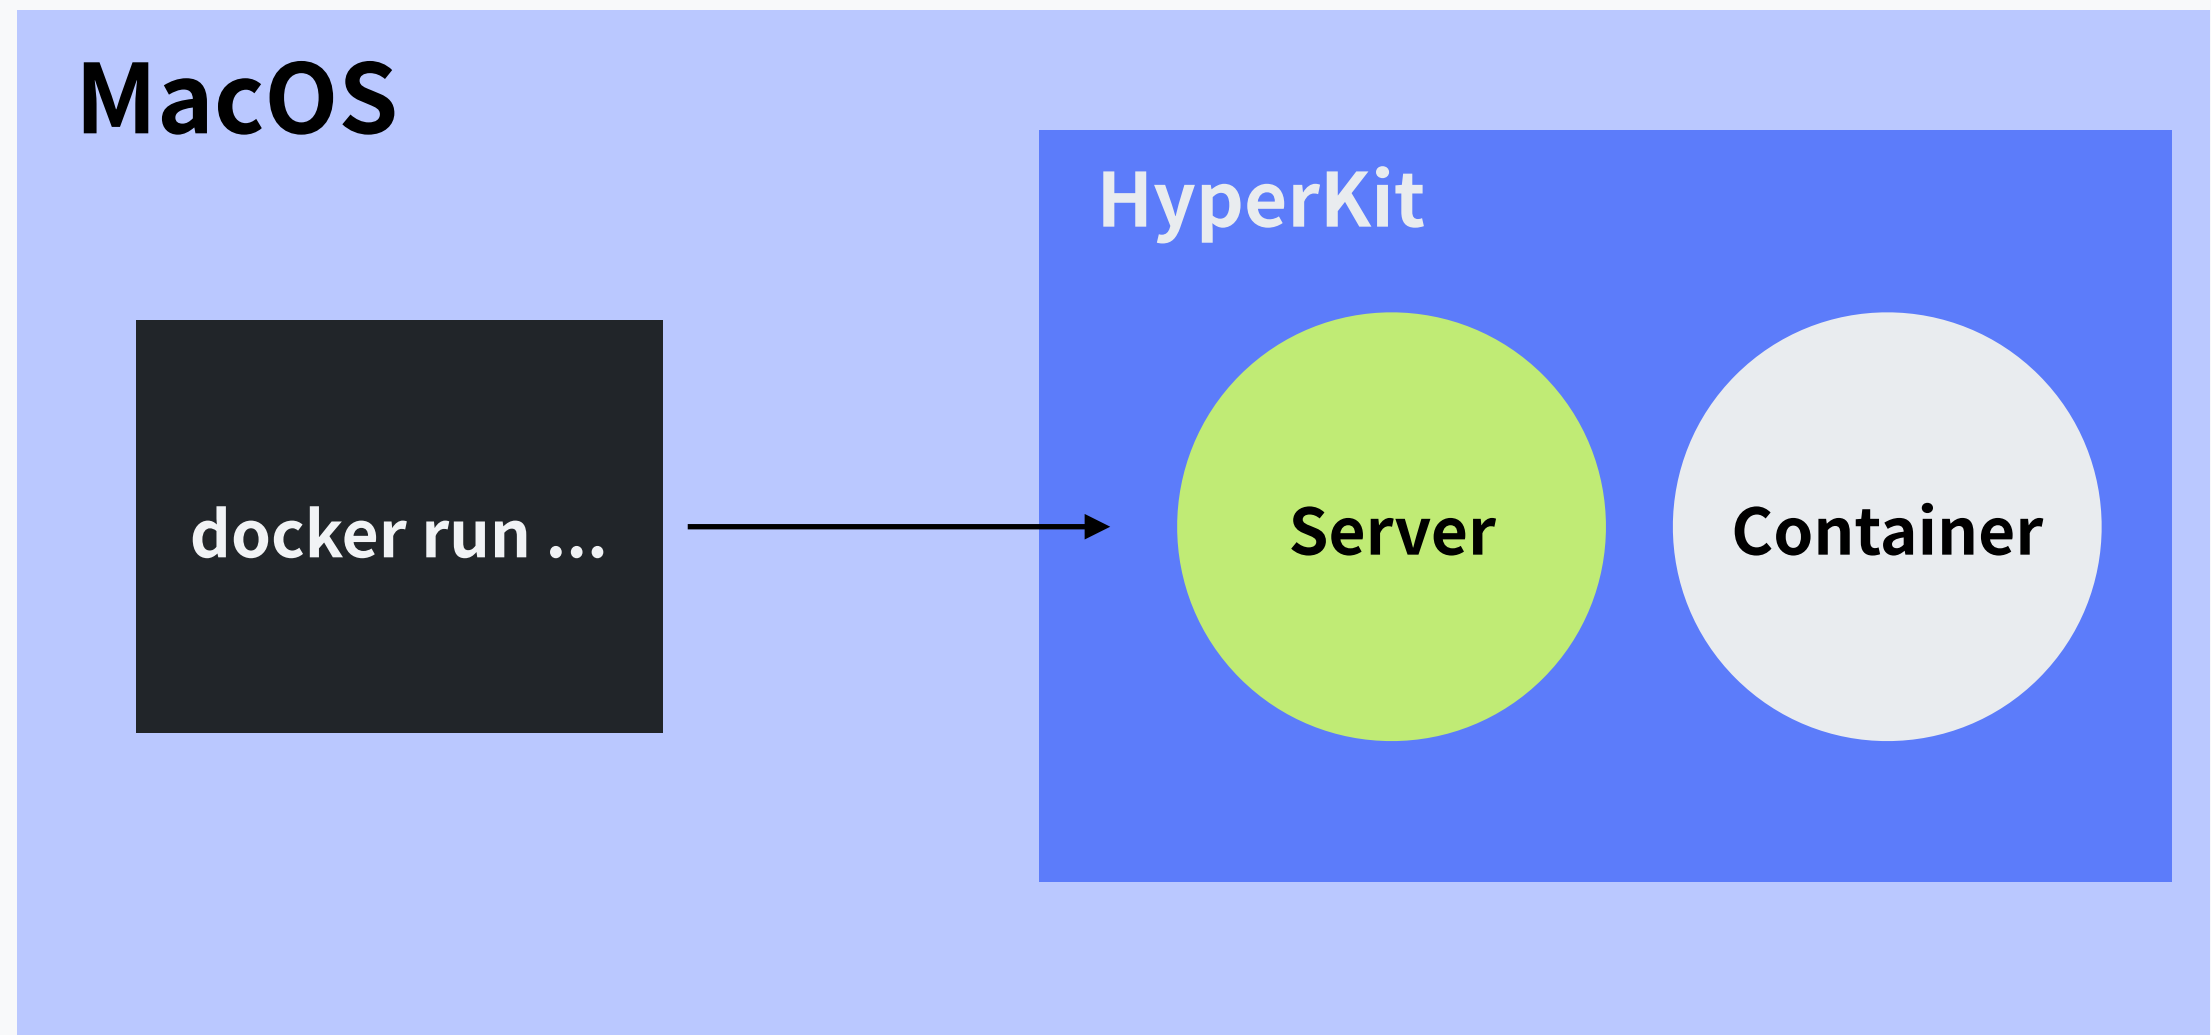 MacOS
HyperKit
docker run ...
Server
Container